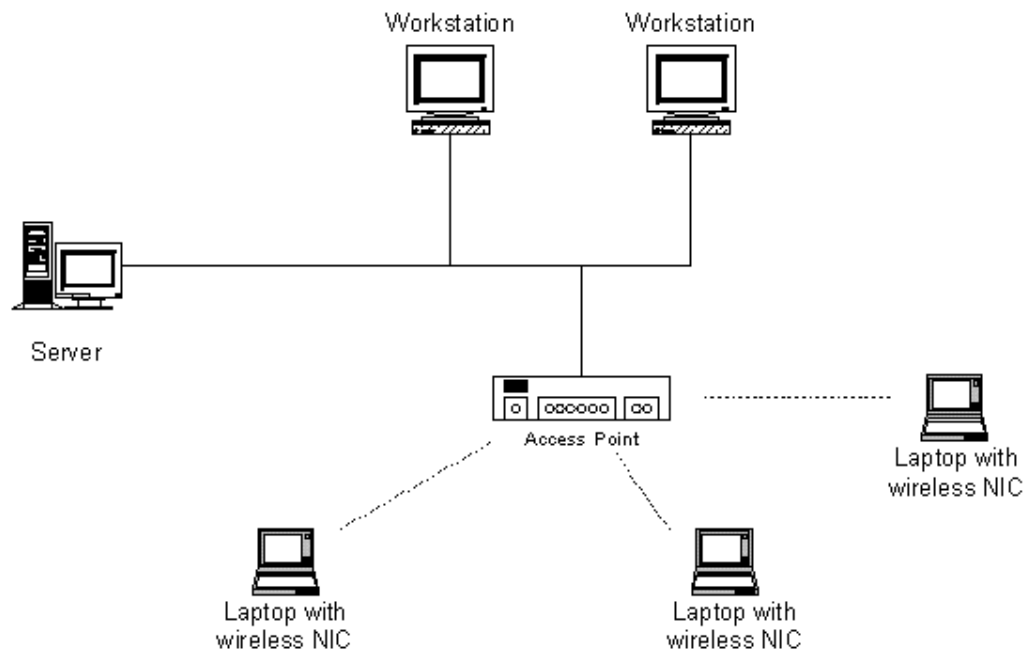 Workstation
Workstation
Server
Access Point
Laptop with
wireless NIC
Laptop with
wireless NIC
Laptop with
wireless NIC